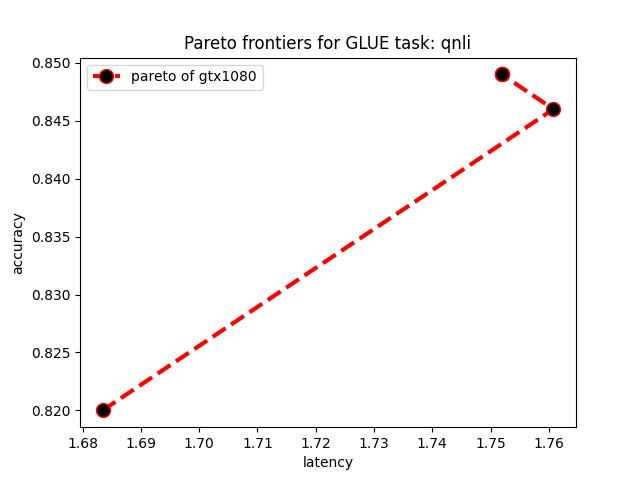 Pareto frontiers for GLUE task: qnli
pareto of gtx1080
accuracy
0.850
0.845
0.840
0.835
0.830
0.825
0.820
1.68 1.69 1.70 1.71 1.72 1.73 1.74 1.75 1.76
latency